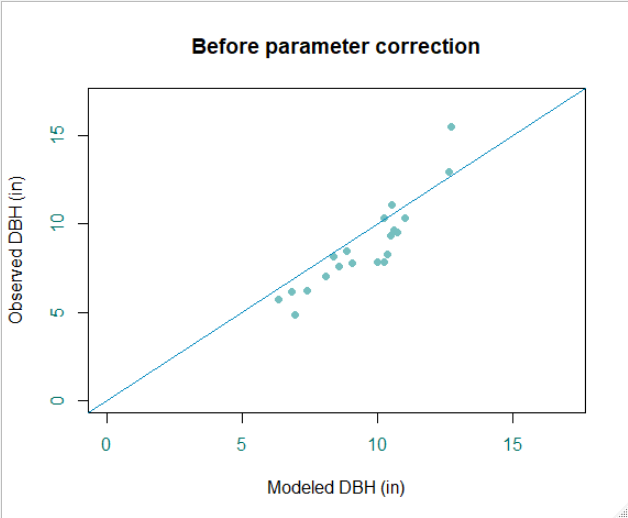 Before parameter correction
Observed DBH (in)
15
10
5
0
0 5 10 15
Modeled DBH (in)